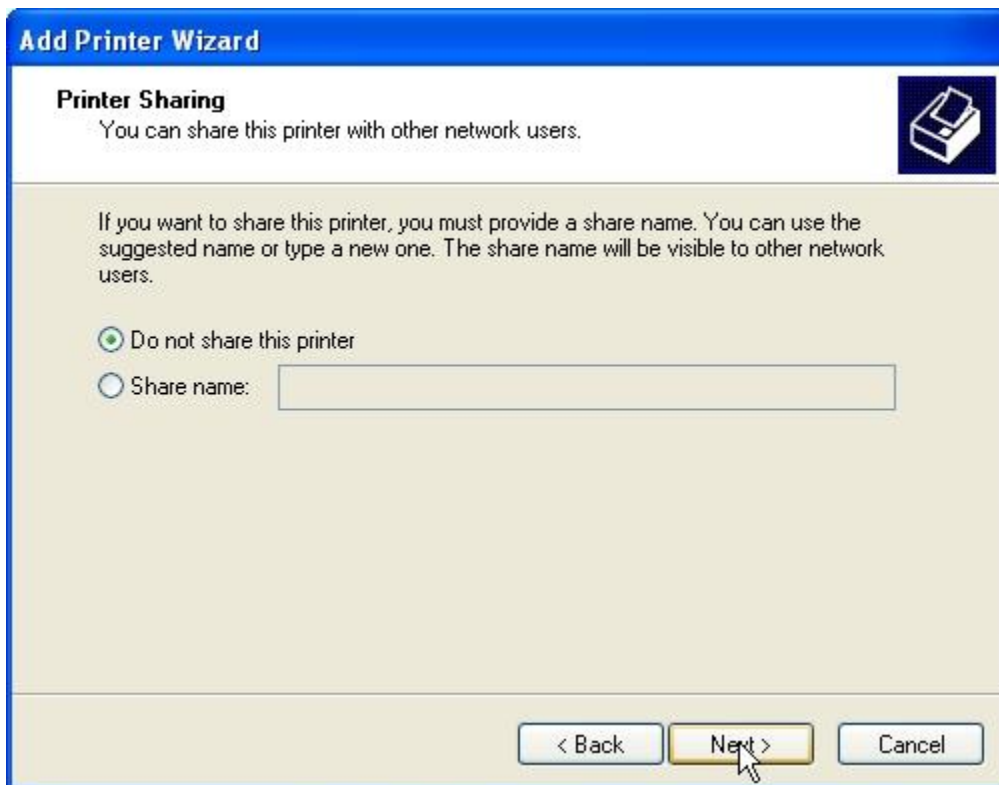 Add Printer Wizard
Printer Sharing
You can share this printer with other network users.
If you want to share this printer, you must provide a share name. You can use the
suggested name or type a new one. The share name will be visible to other network
users.
Do not share this printer
Share name:
< Back
Next >
Cancel